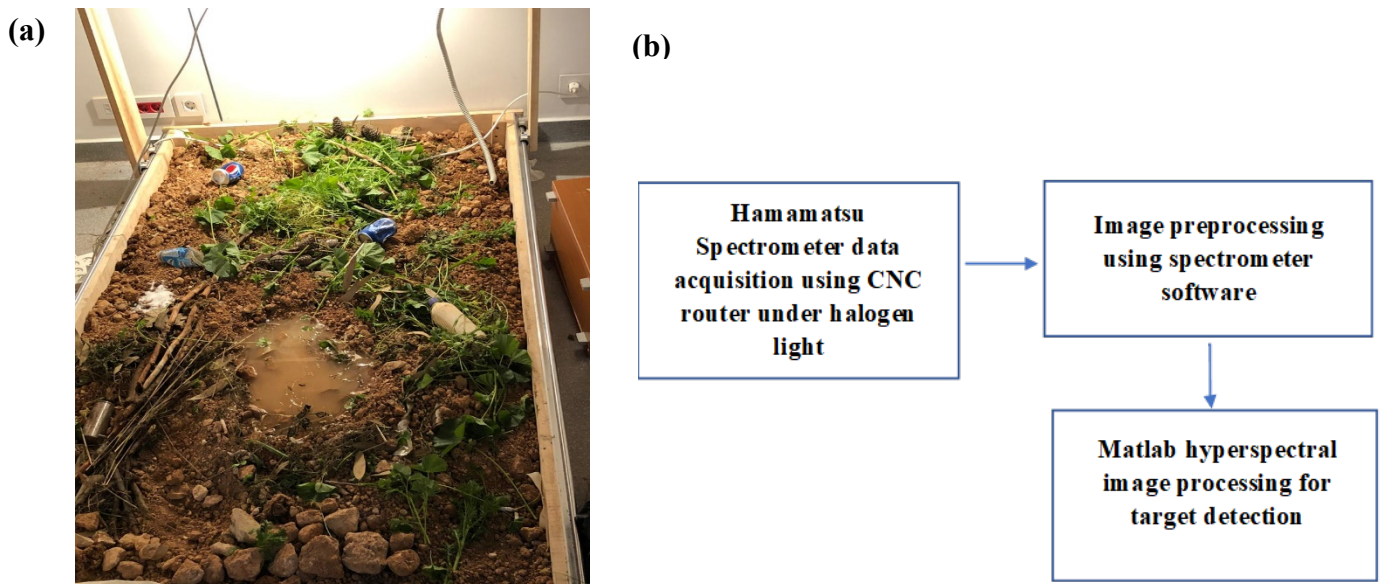 (a)
(b)
Hamamatsu
Spectrometer data
acquisition using CNC
router under halogen
light
Image preprocessing
using spectrometer
software
Matlab hyperspectral
image processing for
target detection